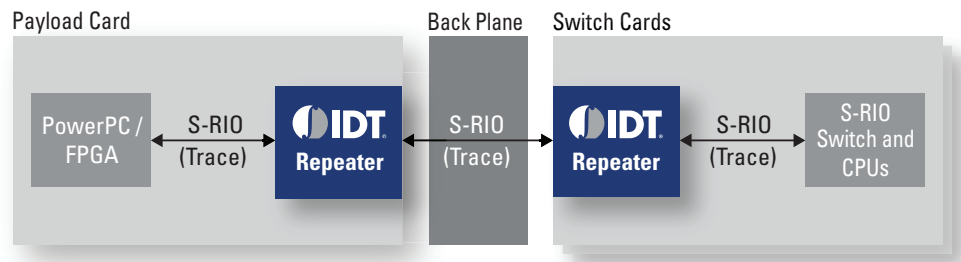 Payload Card
Back Plane
Switch Cards
PowerPC /
FPGA
S-RIO
(Trace)
IDT
Repeater
S-RIO
(Trace)
IDT
Repeater
S-RIO
(Trace)
S-RIO
Switch and
CPUs